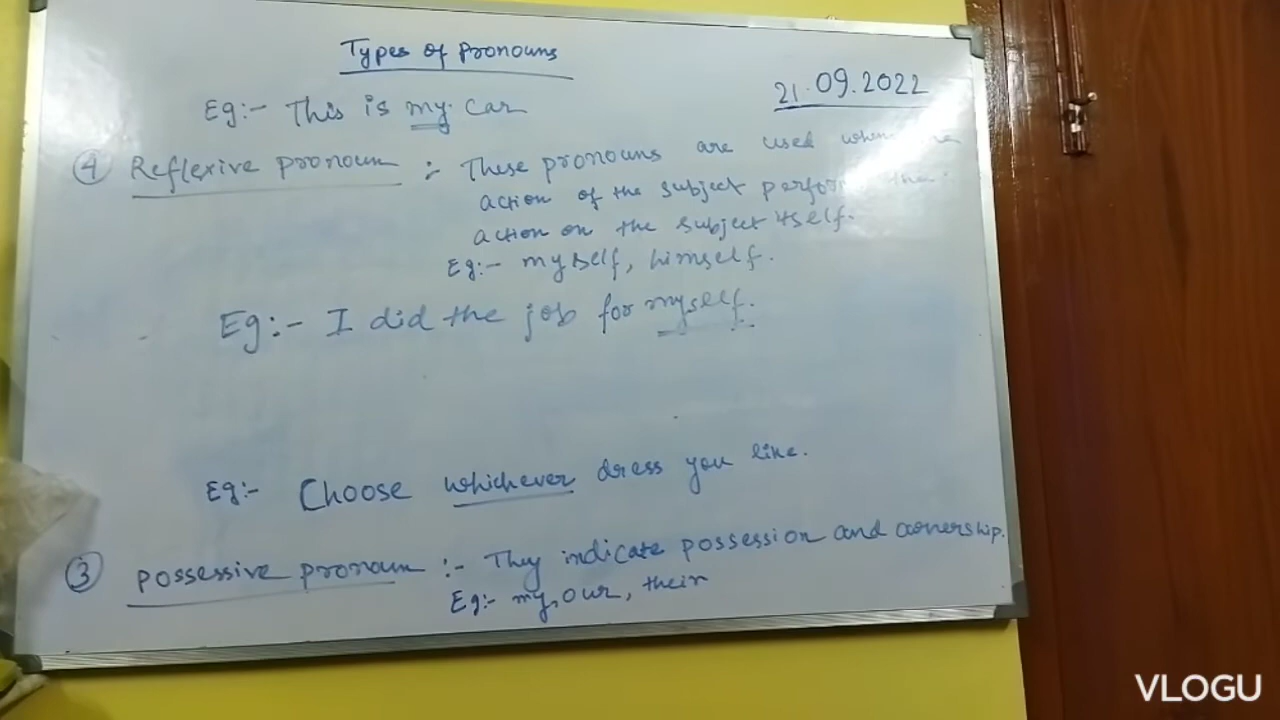 Types of pronouns
21.09.2022
Eg:- This is my car
④ Reflexive pronoun :- These pronouns are used when
action of the subject the
action on the subject itself.
Eg:- myself, himself.
Eg:- I did the job for myself.
Eg:- Choose whichever dress you like.
③ possessive pronoun :- They indicate possession and ownership.
Eg:- my, our, their
VLOGU